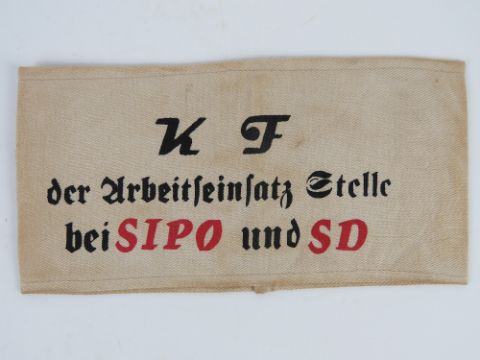 K F
der Arbeitseinsatz Stelle
bei SIPO und SD